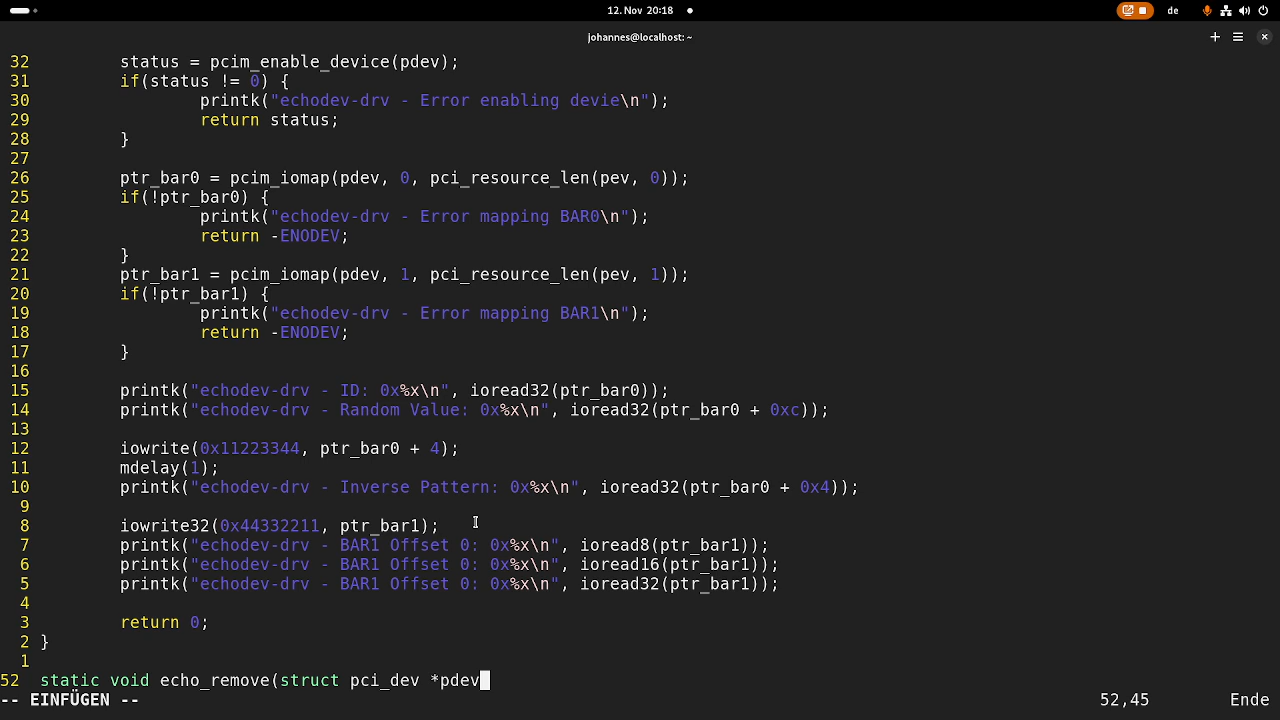 12. Nov 20:18
de
johannes@localhost: ~
32 status = pcim_enable_device(pdev);
31 if(status != 0) {
30 printk("echodev-drv - Error enabling devie\n");
29 return status;
28 }
27
26 ptr_bar0 = pcim_iomap(pdev, 0, pci_resource_len(pev, 0));
25 if(!ptr_bar0) {
24 printk("echodev-drv - Error mapping BAR0\n");
23 return -ENODEV;
22 }
21 ptr_bar1 = pcim_iomap(pdev, 1, pci_resource_len(pev, 1));
20 if(!ptr_bar1) {
19 printk("echodev-drv - Error mapping BAR1\n");
18 return -ENODEV;
17 }
16
15 printk("echodev-drv - ID: 0x%x\n", ioread32(ptr_bar0));
14 printk("echodev-drv - Random Value: 0x%x\n", ioread32(ptr_bar0 + 0xc));
13
12 iowrite(0x11223344, ptr_bar0 + 4);
11 mdelay(1);
10 printk("echodev-drv - Inverse Pattern: 0x%x\n", ioread32(ptr_bar0 + 0x4));
9
8 iowrite32(0x44332211, ptr_bar1);
7 printk("echodev-drv - BAR1 Offset 0: 0x%x\n", ioread8(ptr_bar1));
6 printk("echodev-drv - BAR1 Offset 0: 0x%x\n", ioread16(ptr_bar1));
5 printk("echodev-drv - BAR1 Offset 0: 0x%x\n", ioread32(ptr_bar1));
4
3 return 0;
2 }
1
52 static void echo_remove(struct pci_dev *pdev
-- EINFÜGEN -- 52,45 Ende